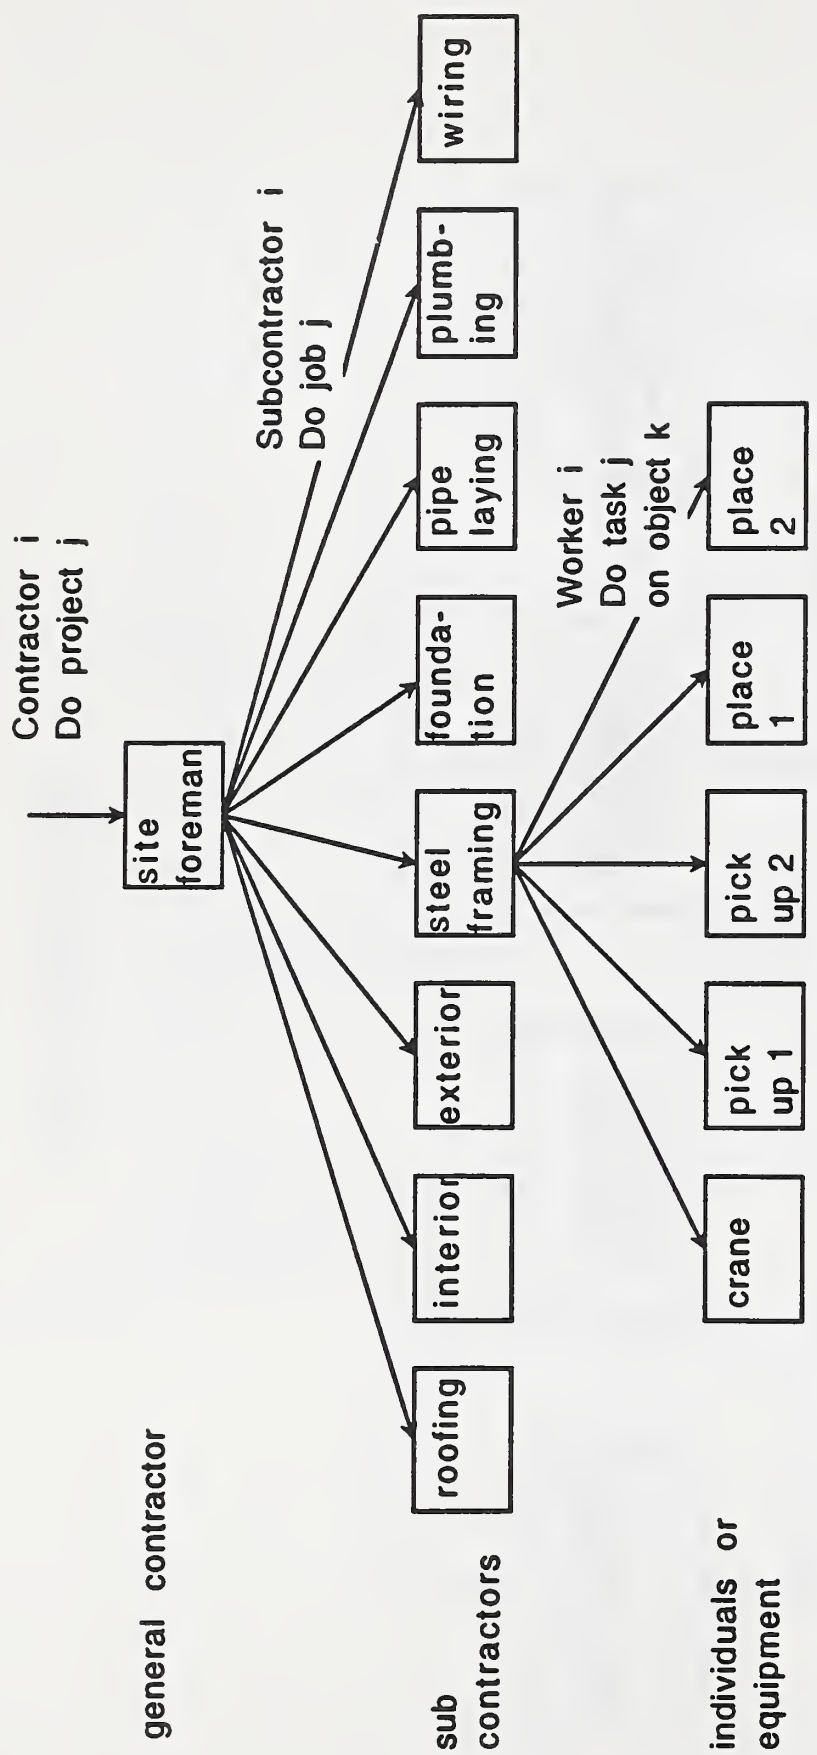 Contractor i
Do project j
general contractor
site
foreman
Subcontractor i
Do job j
sub
contractors
roofing
interior
exterior
steel
framing
founda-
tion
pipe
laying
plumb-
ing
wiring
Worker i
Do task j
on object k
individuals or
equipment
crane
pick
up 1
pick
up 2
place
1
place
2